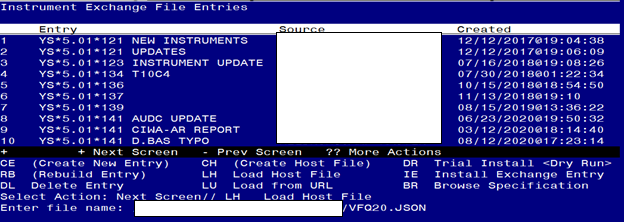 Instrument Exchange File Entries
Entry Source Created
1 YS*5.01*121 NEW INSTRUMENTS 12/12/2017@19:04:38
2 YS*5.01*121 UPDATES 12/12/2017@19:06:09
3 YS*5.01*123 INSTRUMENT UPDATE 07/16/2018@19:08:26
4 YS*5.01*134 T10C4 07/30/2018@01:22:34
5 YS*5.01*136 10/15/2018@18:54:50
6 YS*5.01*137 11/13/2018@19:10
7 YS*5.01*139 08/15/2019@13:36:22
8 YS*5.01*141 AUDC UPDATE 06/23/2020@19:50:32
9 YS*5.01*141 CIWA-AR REPORT 03/12/2020@18:14:40
10 YS*5.01*141 D.BAS TYPO 08/12/2020@17:23:14
+ + Next Screen - Prev Screen ?? More Actions
CE (Create New Entry) CH (Create Host File) DR Trial Install <Dry Run>
RB (Rebuild Entry) LH Load Host File IE Install Exchange Entry
DL Delete Entry LU Load from URL BR Browse Specification
Select Action: Next Screen// LH Load Host File
Enter file name: /VFQ20.JSON